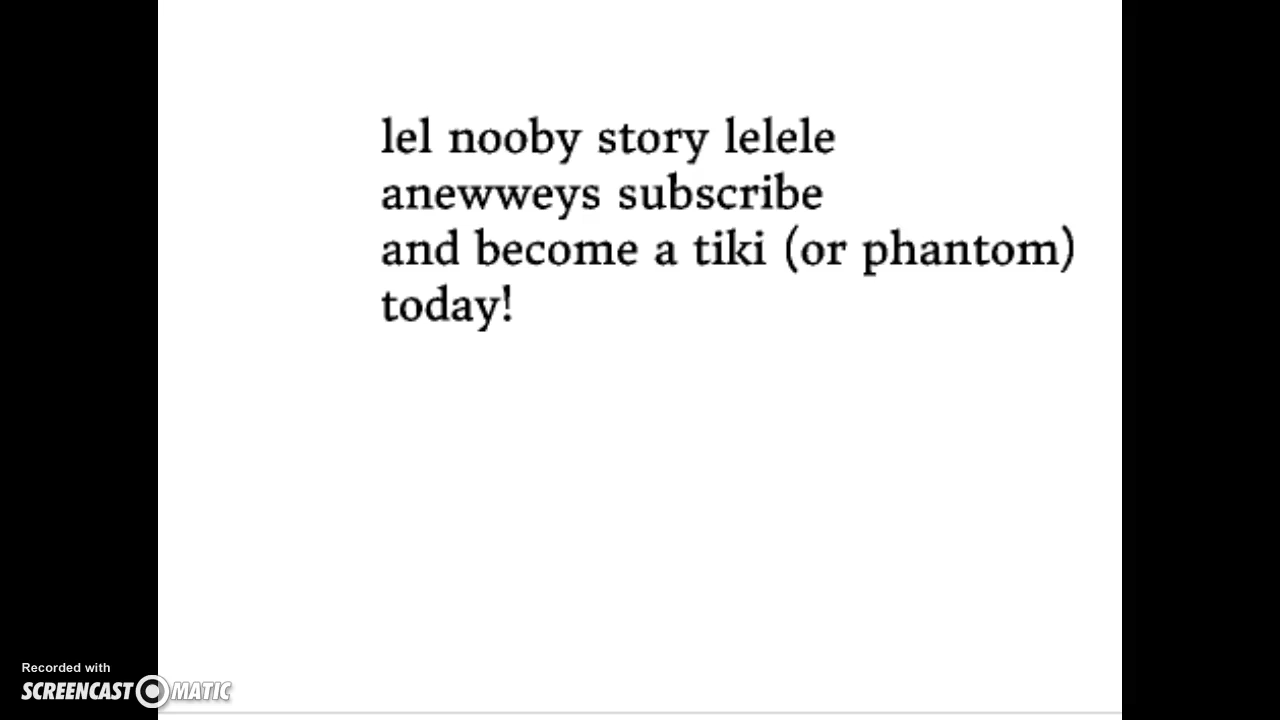 lel nooby story lelele
anewweys subscribe
and become a tiki (or phantom)
today!
Recorded with
SCREENCAST MATIC